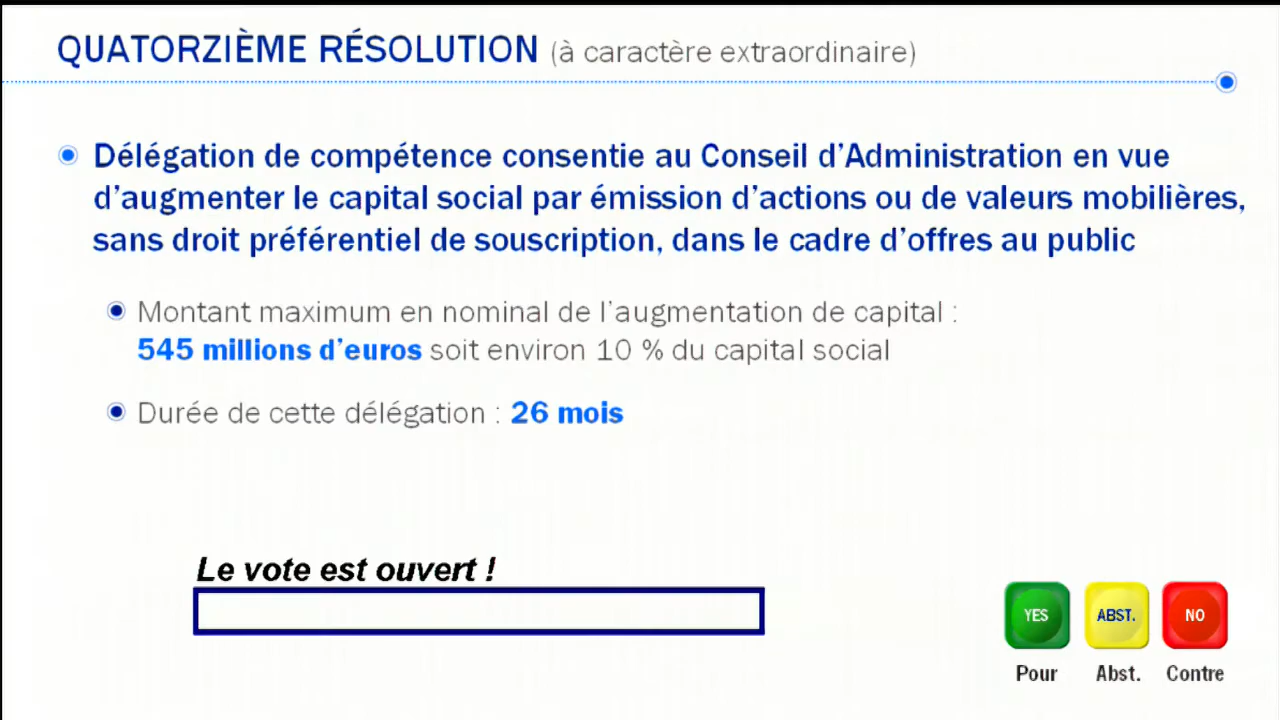 QUATORZIÈME RÉSOLUTION (à caractère extraordinaire)
Délégation de compétence consentie au Conseil d'Administration en vue
d'augmenter le capital social par émission d'actions ou de valeurs mobilières,
sans droit préférentiel de souscription, dans le cadre d'offres au public
Montant maximum en nominal de l'augmentation de capital :
545 millions d'euros soit environ 10 % du capital social
Durée de cette délégation : 26 mois
Le vote est ouvert !
YES ABST. NO
Pour Abst. Contre